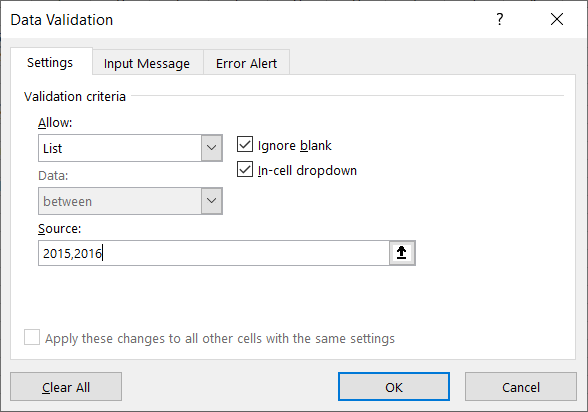 Data Validation ?
Settings Input Message Error Alert
Validation criteria
Allow:
List
Ignore blank
In-cell dropdown
Data:
between
Source:
2015,2016
Apply these changes to all other cells with the same settings
Clear All OK Cancel